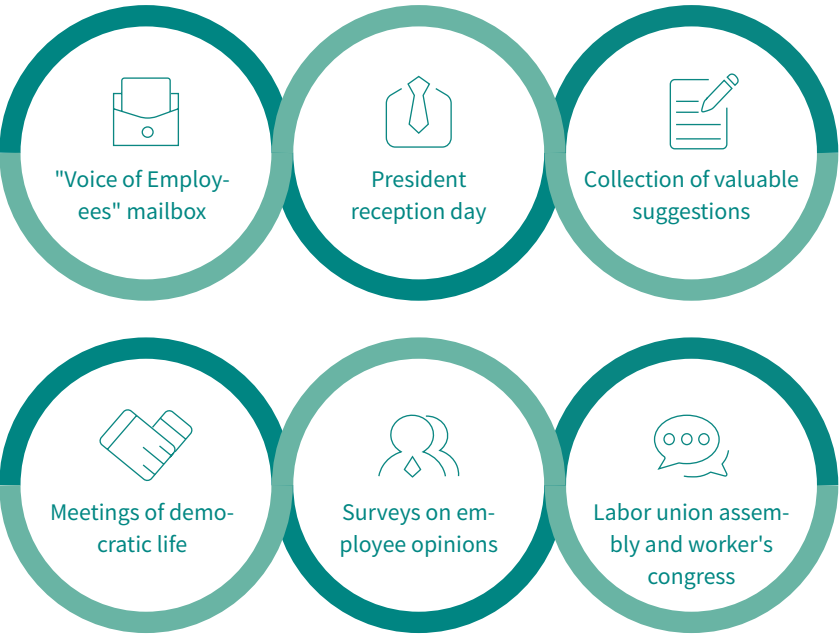 "Voice of Employ-
ees" mailbox
President
reception day
Collection of valuable
suggestions
Meetings of demo-
cratic life
Surveys on em-
ployee opinions
Labor union assem-
bly and worker's
congress